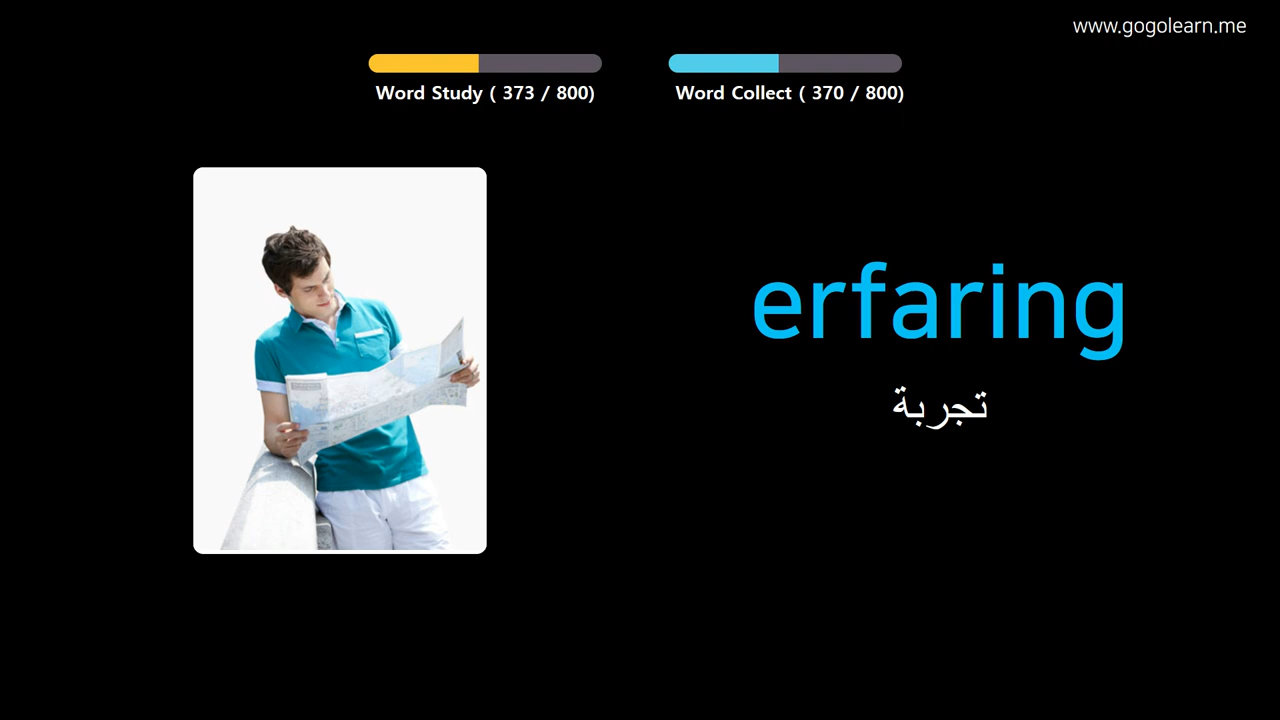 www.gogolearn.me
Word Study ( 373 / 800)
Word Collect ( 370 / 800)
erfaring
تجربة